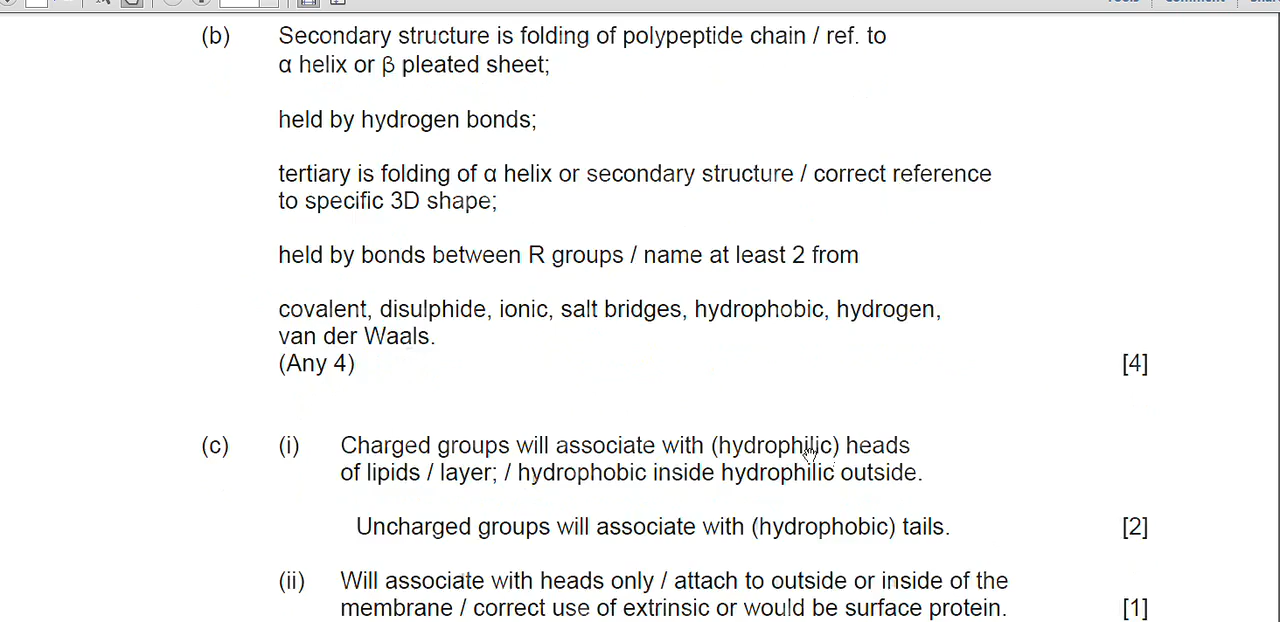 (b) Secondary structure is folding of polypeptide chain / ref. to
α helix or β pleated sheet;
held by hydrogen bonds;
tertiary is folding of α helix or secondary structure / correct reference
to specific 3D shape;
held by bonds between R groups / name at least 2 from
covalent, disulphide, ionic, salt bridges, hydrophobic, hydrogen,
van der Waals.
(Any 4) [4]
(c) (i) Charged groups will associate with (hydrophilic) heads
of lipids / layer; / hydrophobic inside hydrophilic outside.
Uncharged groups will associate with (hydrophobic) tails. [2]
(ii) Will associate with heads only / attach to outside or inside of the
membrane / correct use of extrinsic or would be surface protein. [1]